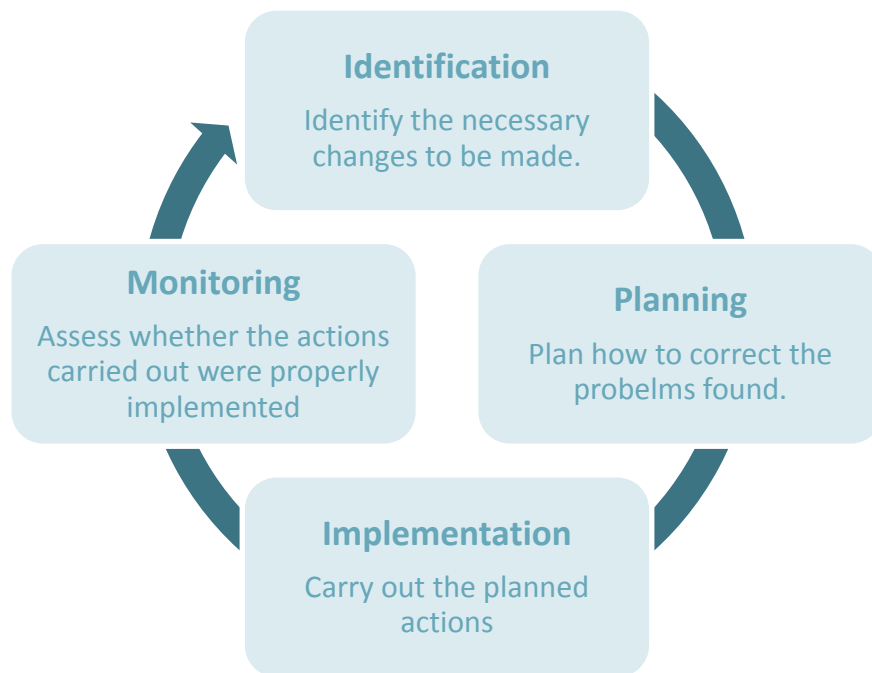 Identification
Identify the necessary
changes to be made.
Planning
Plan how to correct the
probelms found.
Implementation
Carry out the planned
actions
Monitoring
Assess whether the actions
carried out were properly
implemented